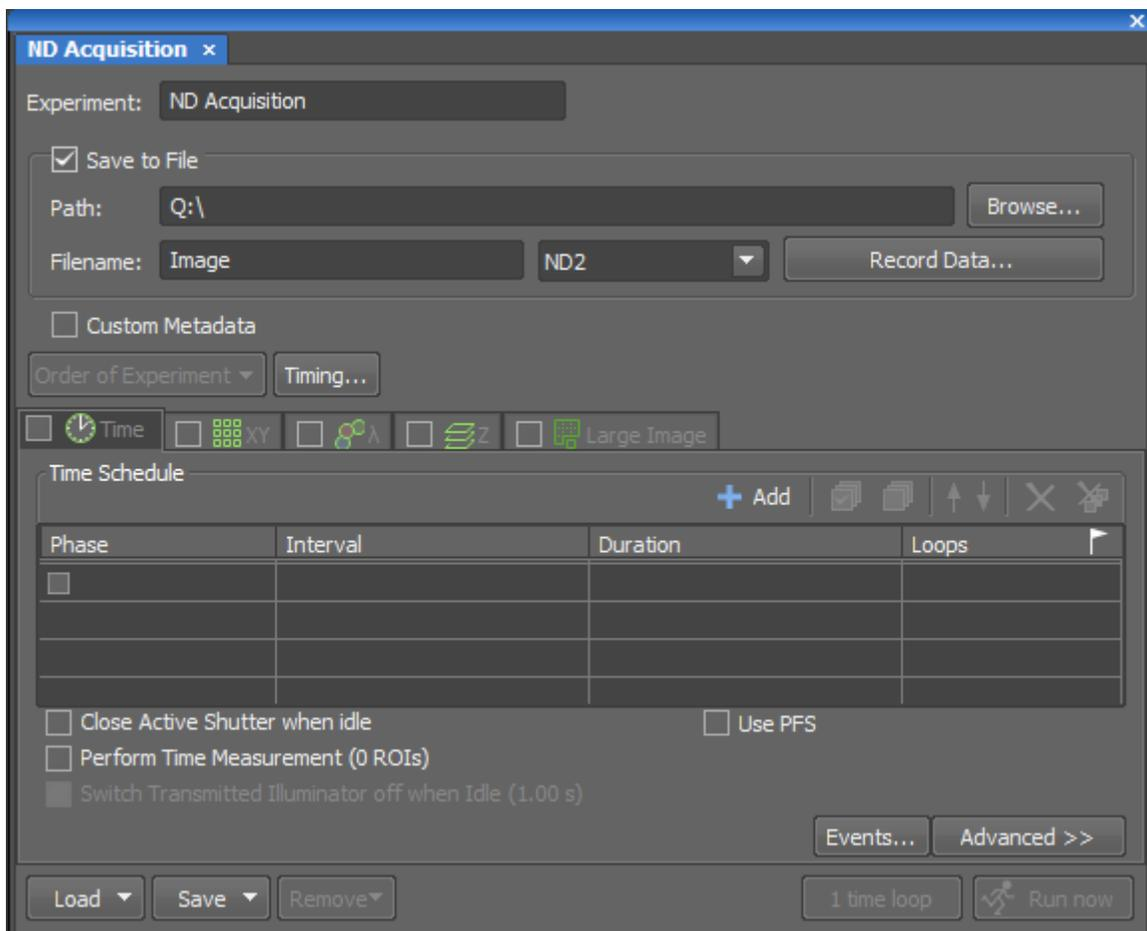 ND Acquisition ×
Experiment: ND Acquisition
Save to File
Path: Q:\ Browse...
Filename: Image ND2 Record Data...
Custom Metadata
Order of Experiment Timing...
Time XY λ Z Large Image
Time Schedule
Add
Phase Interval Duration Loops
Close Active Shutter when idle Use PFS
Perform Time Measurement (0 ROIs)
Switch Transmitted Illuminator off when Idle (1.00 s)
Events... Advanced >>
Load Save Remove 1 time loop Run now